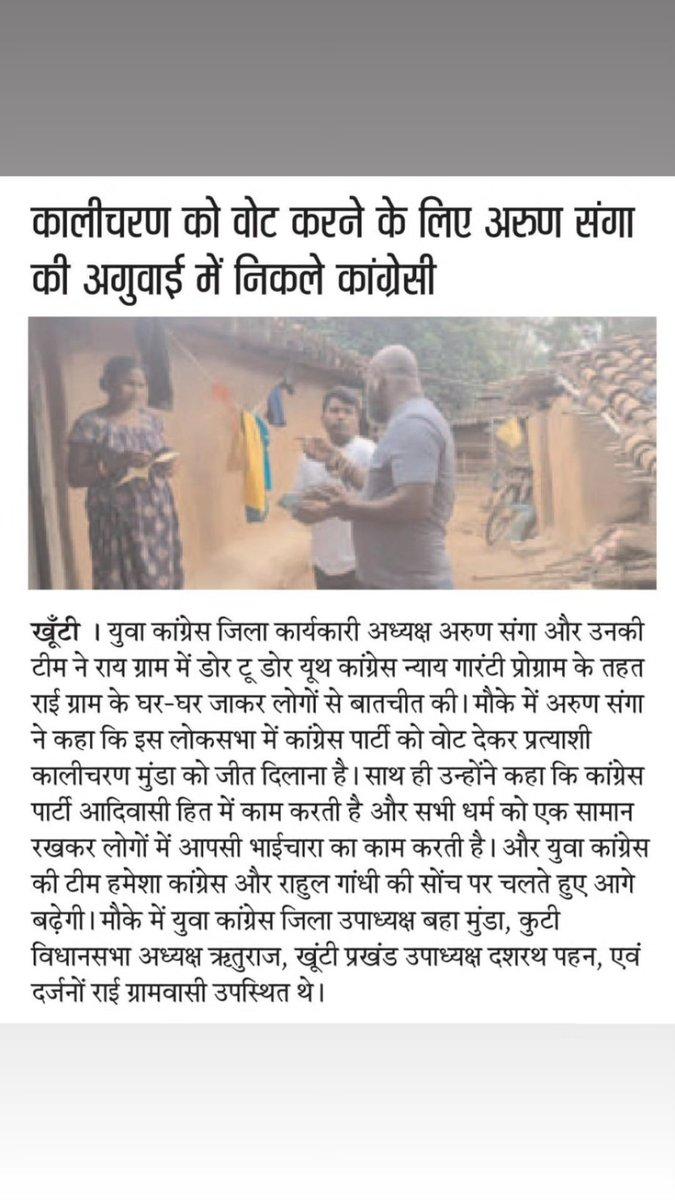 कालीचरण को वोट करने के लिए अरुण संगा
की अगुवाई में निकले कांग्रेसी
खूँटी । युवा कांग्रेस जिला कार्यकारी अध्यक्ष अरुण संगा और उनकी
टीम ने राय ग्राम में डोर टू डोर यूथ कांग्रेस न्याय गारंटी प्रोग्राम के तहत
राई ग्राम के घर-घर जाकर लोगों से बातचीत की। मौके में अरुण संगा
ने कहा कि इस लोकसभा में कांग्रेस पार्टी को वोट देकर प्रत्याशी
कालीचरण मुंडा को जीत दिलाना है। साथ ही उन्होंने कहा कि कांग्रेस
पार्टी आदिवासी हित में काम करती है और सभी धर्म को एक सामान
रखकर लोगों में आपसी भाईचारा का काम करती है। और युवा कांग्रेस
की टीम हमेशा कांग्रेस और राहुल गांधी की सोंच पर चलते हुए आगे
बढ़ेगी। मौके में युवा कांग्रेस जिला उपाध्यक्ष बहा मुंडा, कुटी
विधानसभा अध्यक्ष ऋतुराज, खूंटी प्रखंड उपाध्यक्ष दशरथ पहन, एवं
दर्जनों राई ग्रामवासी उपस्थित थे।